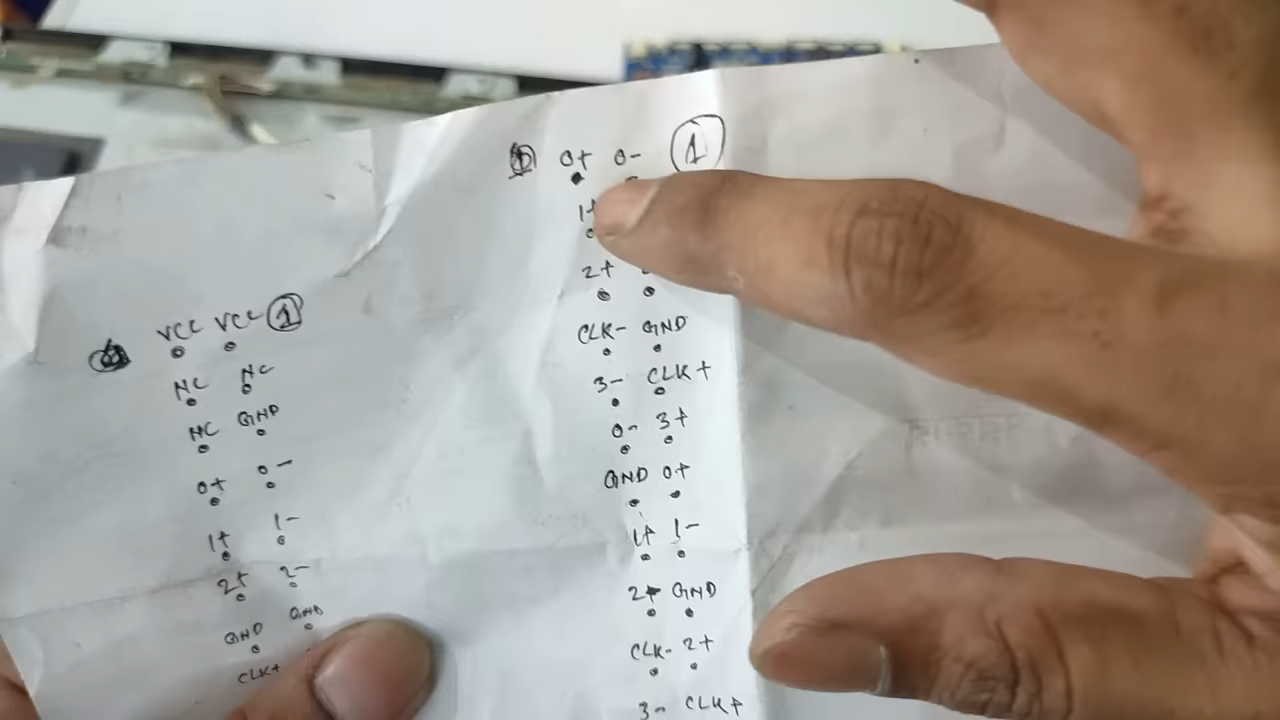 0+ 0- 1
1+
2+
CLK- GND
3- CLK+
0- 3+
GND 0+
1+ 1-
2+ GND
CLK- 2+
3- CLK+
VCC VCC 1
NC NC
NC GND
0+ 0-
1+ 1-
2+ 2-
GND GND
CLK+